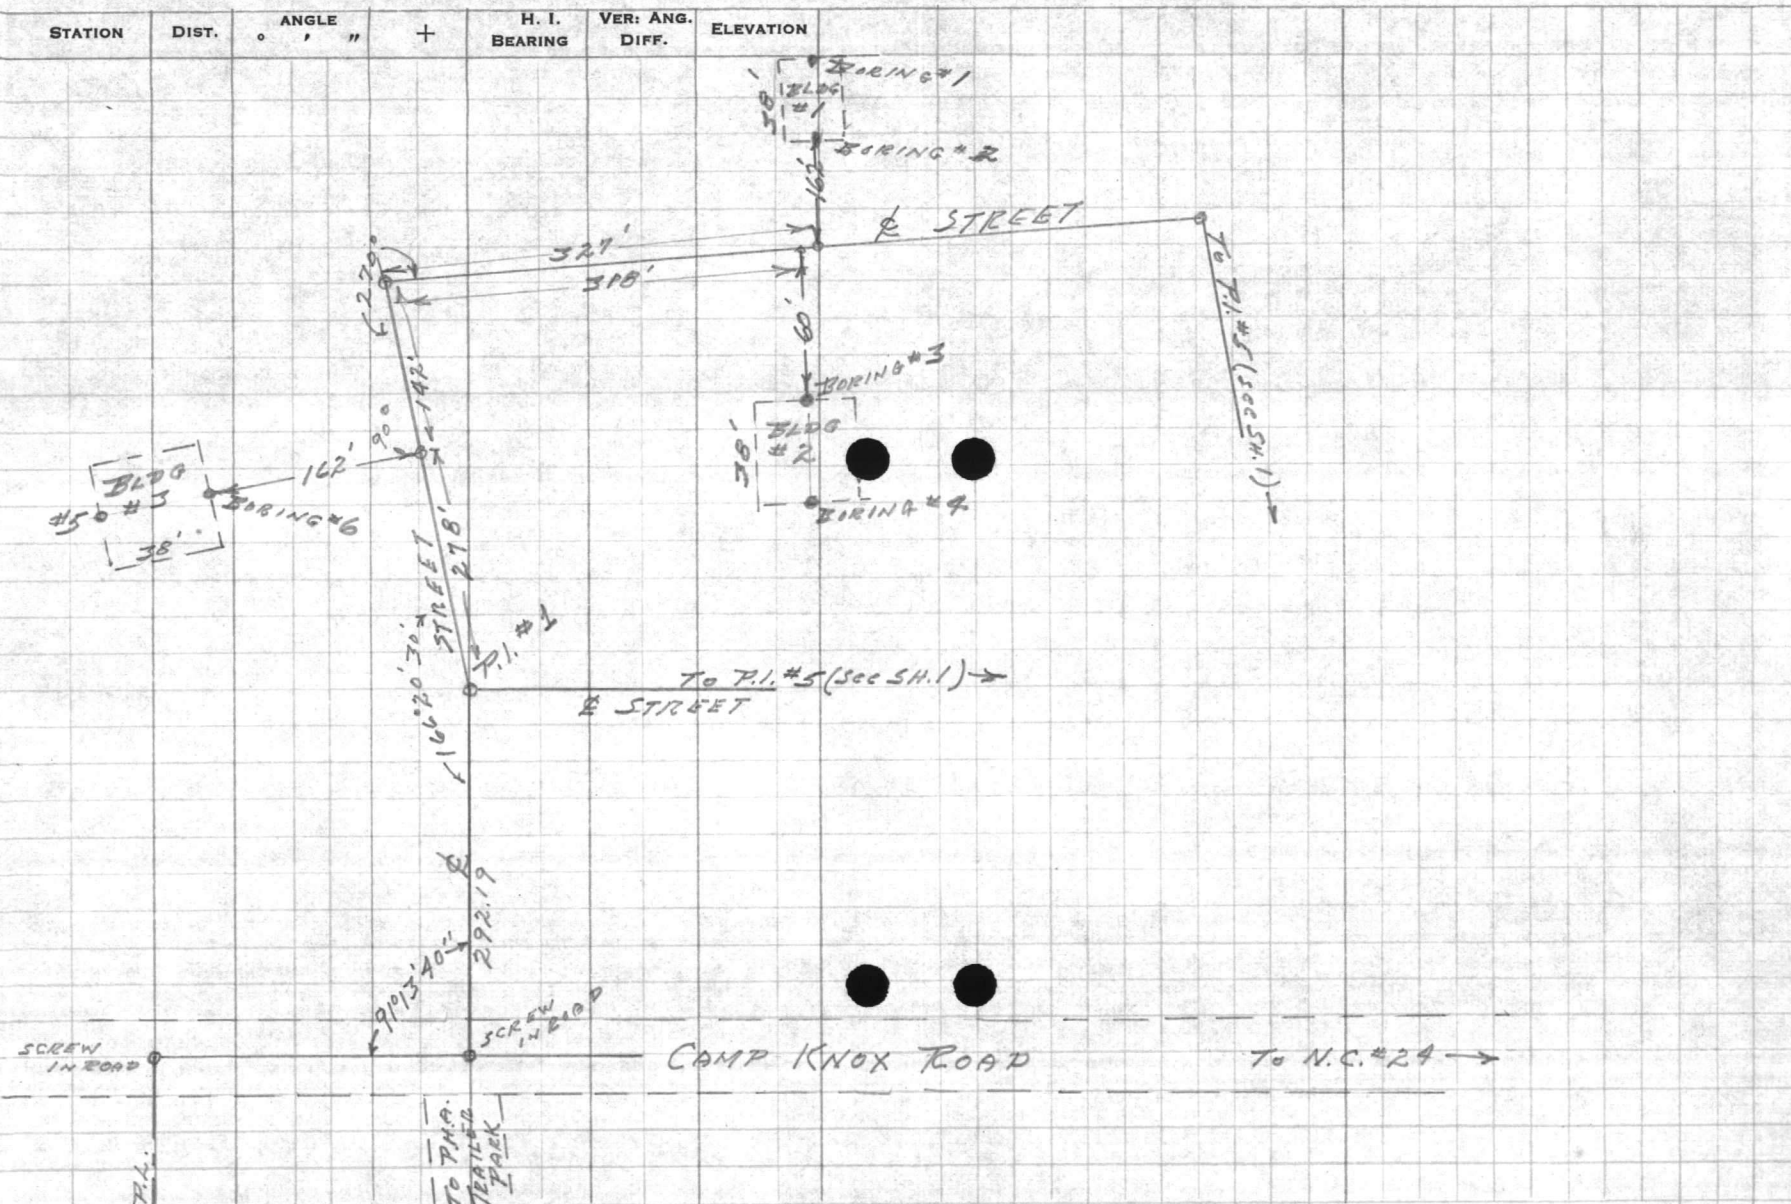 STATION DIST. ANGLE + H. I. VER: ANG. ELEVATION
° ' " BEARING DIFF.
BORING #1
BLDG
#1
38'
BORING #2
162'
℄ STREET
327'
318'
270°
To P.I. #5 (See SH. 1)
60'
BORING #3
142'
BLDG
#2
38'
90°
162'
BLDG
#3
#5
BORING #6
BORING #4
38'
278'
STREET
P.I. #1
166°20'30"
To P.I. #5 (See SH. 1)
℄ STREET
℄
292.19
91°13'40"
SCREW
IN ROAD
SCREW
IN ROAD
CAMP KNOX ROAD
To N.C. #24
To P.H.A.
TRAILER
PARK
P.L.